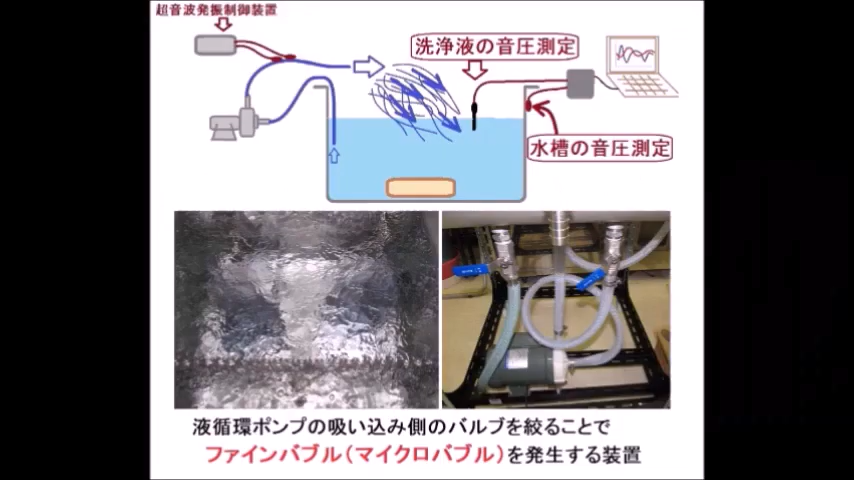 超音波発振制御装置
洗浄液の音圧測定
水槽の音圧測定
液循環ポンプの吸い込み側のバルブを絞ることで
ファインバブル(マイクロバブル)を発生する装置